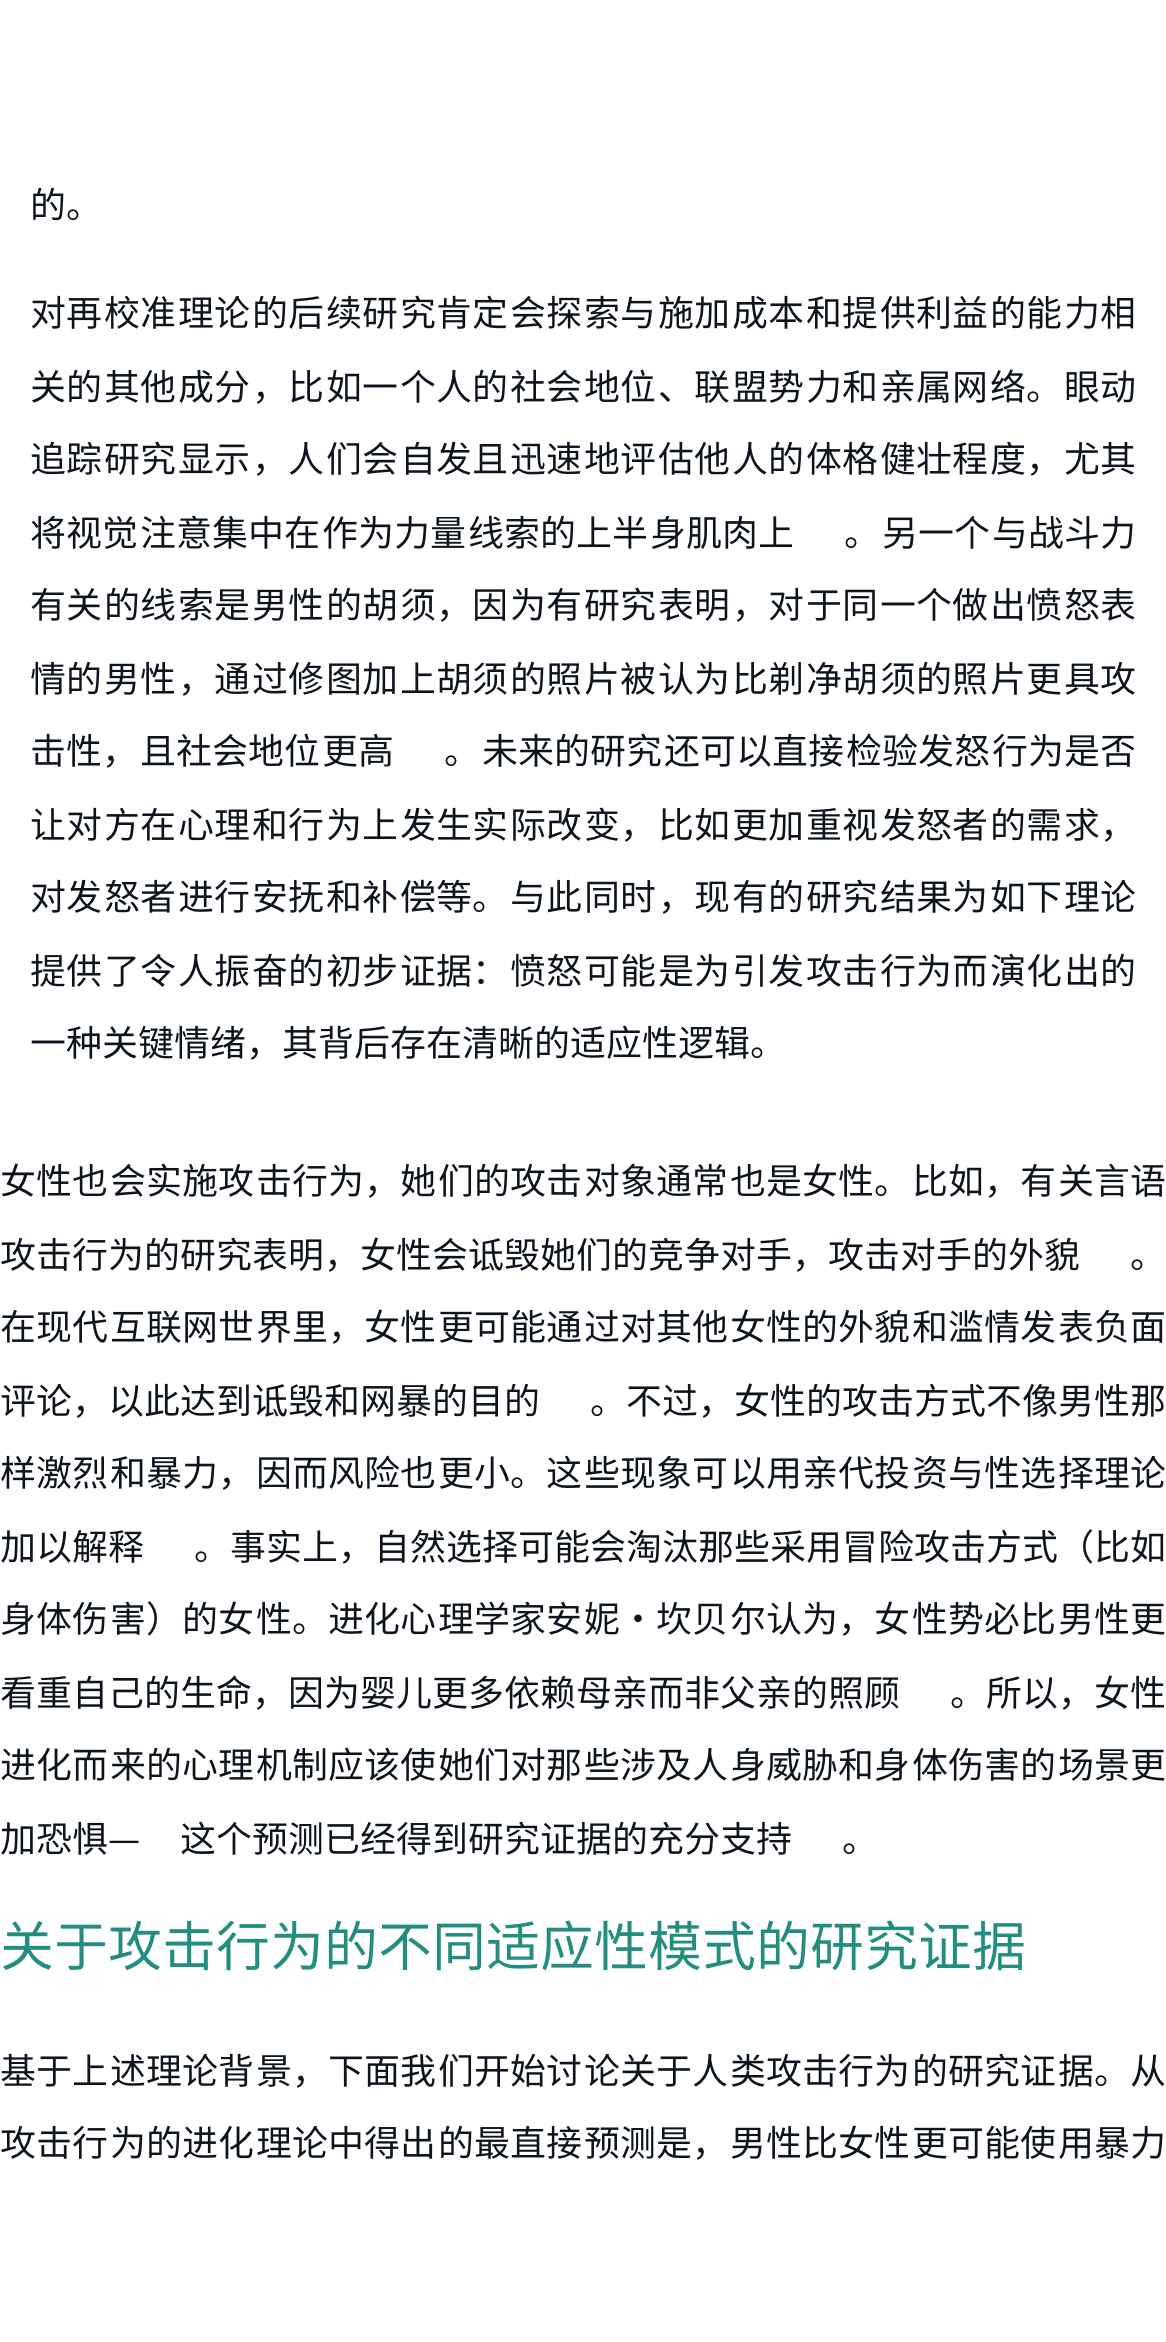 的。
对再校准理论的后续研究肯定会探索与施加成本和提供利益的能力相
关的其他成分，比如一个人的社会地位、联盟势力和亲属网络。眼动
追踪研究显示，人们会自发且迅速地评估他人的体格健壮程度，尤其
将视觉注意集中在作为力量线索的上半身肌肉上 。另一个与战斗力
有关的线索是男性的胡须，因为有研究表明，对于同一个做出愤怒表
情的男性，通过修图加上胡须的照片被认为比剃净胡须的照片更具攻
击性，且社会地位更高 。未来的研究还可以直接检验发怒行为是否
让对方在心理和行为上发生实际改变，比如更加重视发怒者的需求，
对发怒者进行安抚和补偿等。与此同时，现有的研究结果为如下理论
提供了令人振奋的初步证据：愤怒可能是为引发攻击行为而演化出的
一种关键情绪，其背后存在清晰的适应性逻辑。
女性也会实施攻击行为，她们的攻击对象通常也是女性。比如，有关言语
攻击行为的研究表明，女性会诋毁她们的竞争对手，攻击对手的外貌 。
在现代互联网世界里，女性更可能通过对其他女性的外貌和滥情发表负面
评论，以此达到诋毁和网暴的目的 。不过，女性的攻击方式不像男性那
样激烈和暴力，因而风险也更小。这些现象可以用亲代投资与性选择理论
加以解释 。事实上，自然选择可能会淘汰那些采用冒险攻击方式（比如
身体伤害）的女性。进化心理学家安妮·坎贝尔认为，女性势必比男性更
看重自己的生命，因为婴儿更多依赖母亲而非父亲的照顾 。所以，女性
进化而来的心理机制应该使她们对那些涉及人身威胁和身体伤害的场景更
加恐惧— 这个预测已经得到研究证据的充分支持 。
关于攻击行为的不同适应性模式的研究证据
基于上述理论背景，下面我们开始讨论关于人类攻击行为的研究证据。从
攻击行为的进化理论中得出的最直接预测是，男性比女性更可能使用暴力